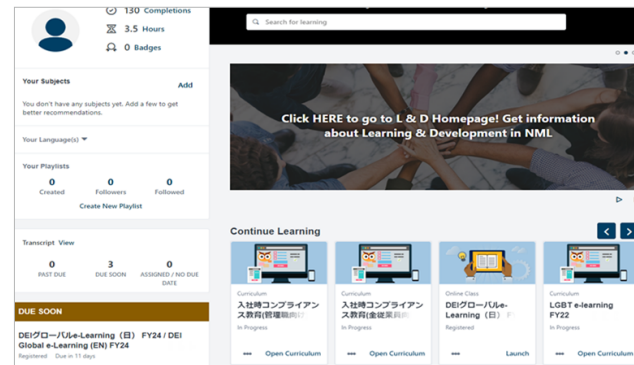 130 Completions
3.5 Hours
0 Badges
Your Subjects
Add
You don't have any subjects yet. Add a few to get
better recommendations.
Your Language(s)
Your Playlists
0
Created
0
Followers
0
Followed
Create New Playlist
Transcript View
0
PAST DUE
3
DUE SOON
0
ASSIGNED / NO DUE
DATE
DUE SOON
DEIグローバルe-Learning（日） FY24 / DEI
Global e-Learning (EN) FY24
Registered Due in 11 days
Search for learning
Click HERE to go to L & D Homepage! Get information
about Learning & Development in NML
Continue Learning
Curriculum
入社時コンプライアン
ス教育(管理職向け
In Progress
Open Curriculum
Curriculum
入社時コンプライアン
ス教育(全従業員
In Progress
Open Curriculum
Online Class
DEIグローバルe-
Learning（日） F
Registered
Launch
Curriculum
LGBT e-learning
FY22
In Progress
Open Curriculum